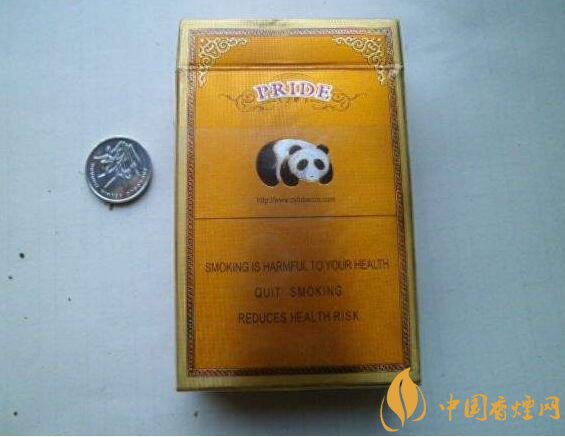 PRIDE
SMOKING IS HARMFUL TO YOUR HEALTH
QUIT SMOKING
REDUCES HEALTH RISK
中国香烟网